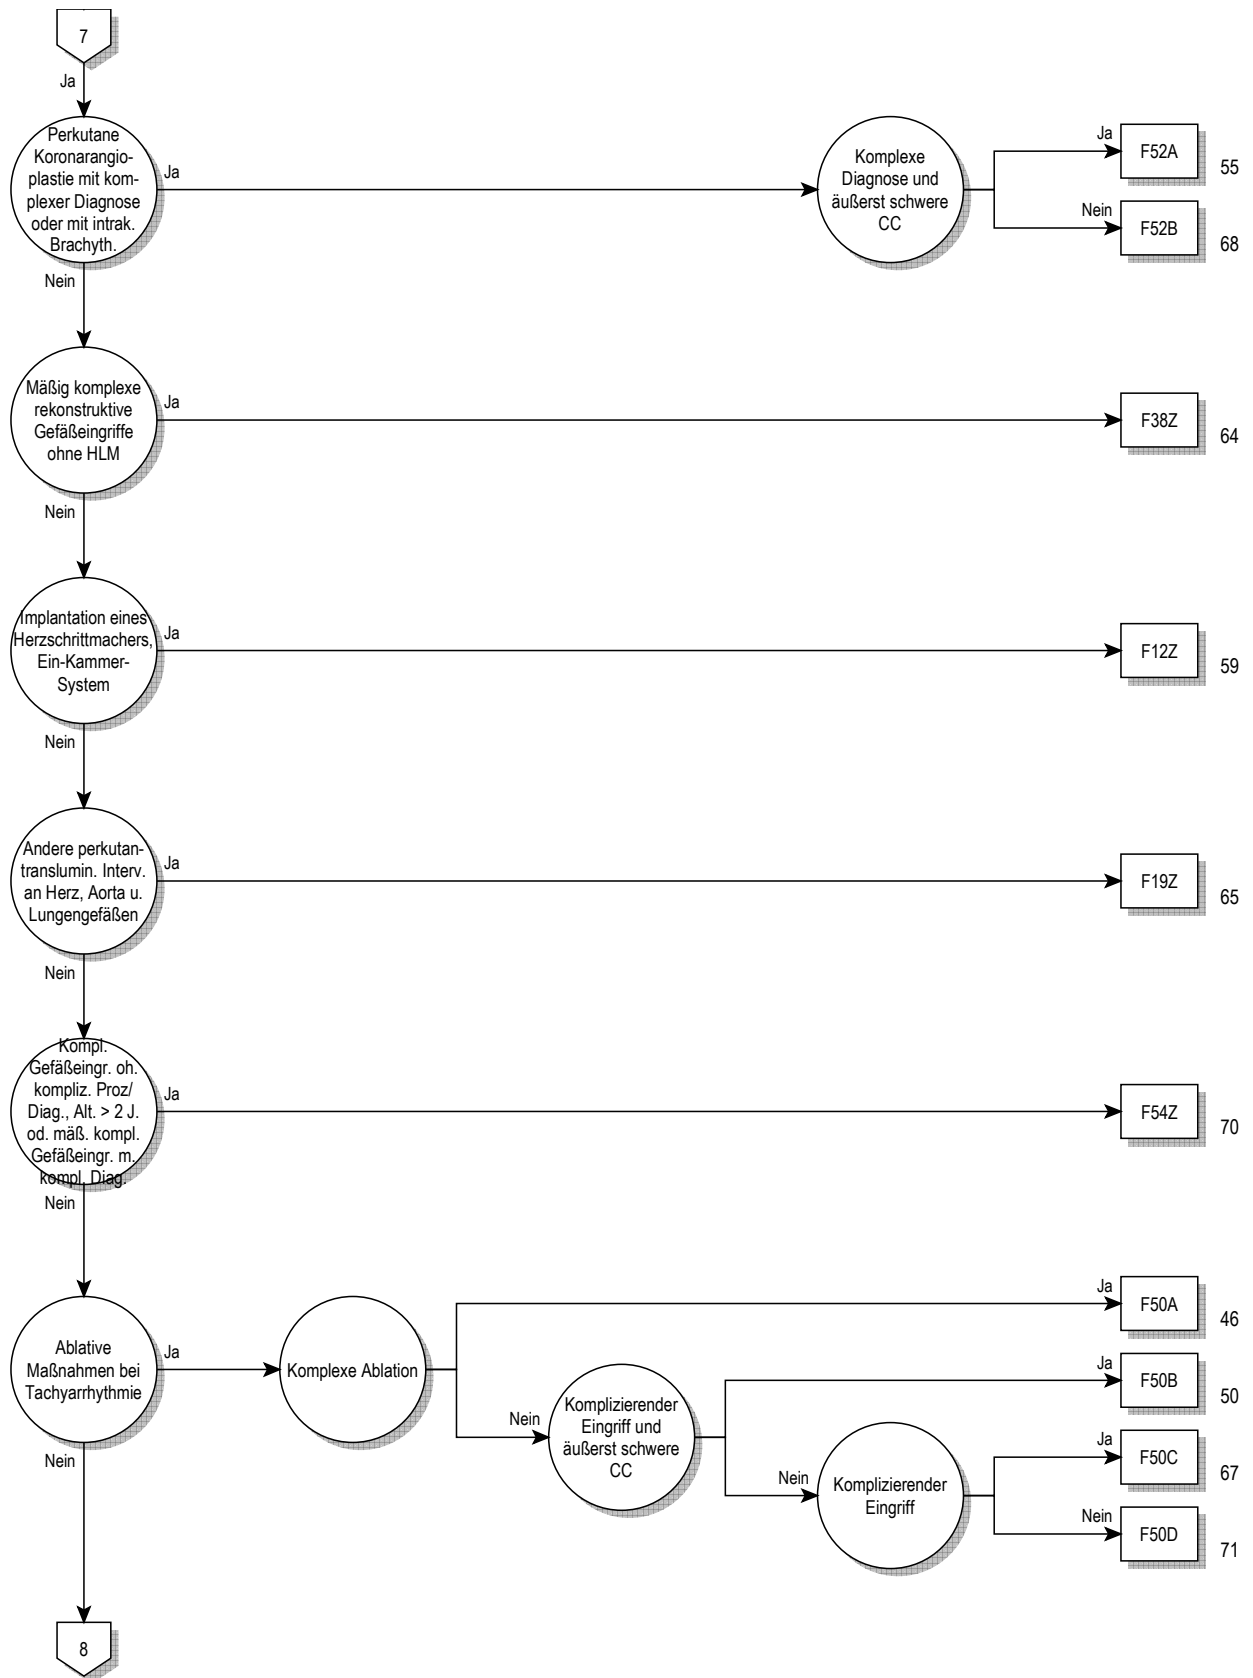 7
Ja
Perkutane
Koronarangio-
plastie mit kom-
plexer Diagnose
oder mit intrak.
Brachyth.
Ja
Komplexe
Diagnose und
äußerst schwere
CC
Ja
F52A
55
Nein
F52B
68
Nein
Mäßig komplexe
rekonstruktive
Gefäßeingriffe
ohne HLM
Ja
F38Z
64
Nein
Implantation eines
Herzschrittmachers,
Ein-Kammer-
System
Ja
F12Z
59
Nein
Andere perkutan-
translumin. Interv.
an Herz, Aorta u.
Lungengefäßen
Ja
F19Z
65
Nein
Kompl.
Gefäßeingr. oh.
kompliz. Proz/
Diag., Alt. > 2 J.
od. mäß. kompl.
Gefäßeingr. m.
kompl. Diag.
Ja
F54Z
70
Nein
Ablative
Maßnahmen bei
Tachyarrhythmie
Ja
Komplexe Ablation
Ja
F50A
46
Nein
Komplizierender
Eingriff und
äußerst schwere
CC
Ja
F50B
50
Nein
Komplizierender
Eingriff
Ja
F50C
67
Nein
F50D
71
Nein
8